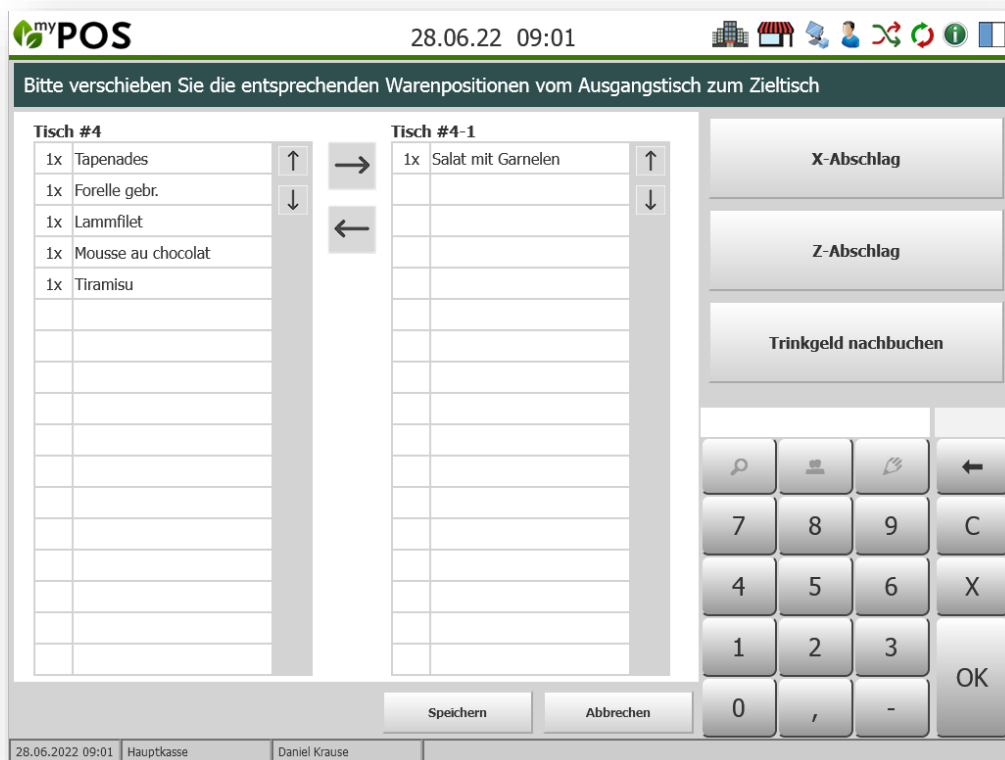 myPOS
28.06.22 09:01
Bitte verschieben Sie die entsprechenden Warenpositionen vom Ausgangstisch zum Zieltisch
Tisch #4
1x Tapenades
1x Forelle gebr.
1x Lammfilet
1x Mousse au chocolat
1x Tiramisu
Tisch #4-1
1x Salat mit Garnelen
X-Abschlag
Z-Abschlag
Trinkgeld nachbuchen
7 8 9 C
4 5 6 X
1 2 3
OK
0 , -
Speichern Abbrechen
28.06.2022 09:01 Hauptkasse Daniel Krause